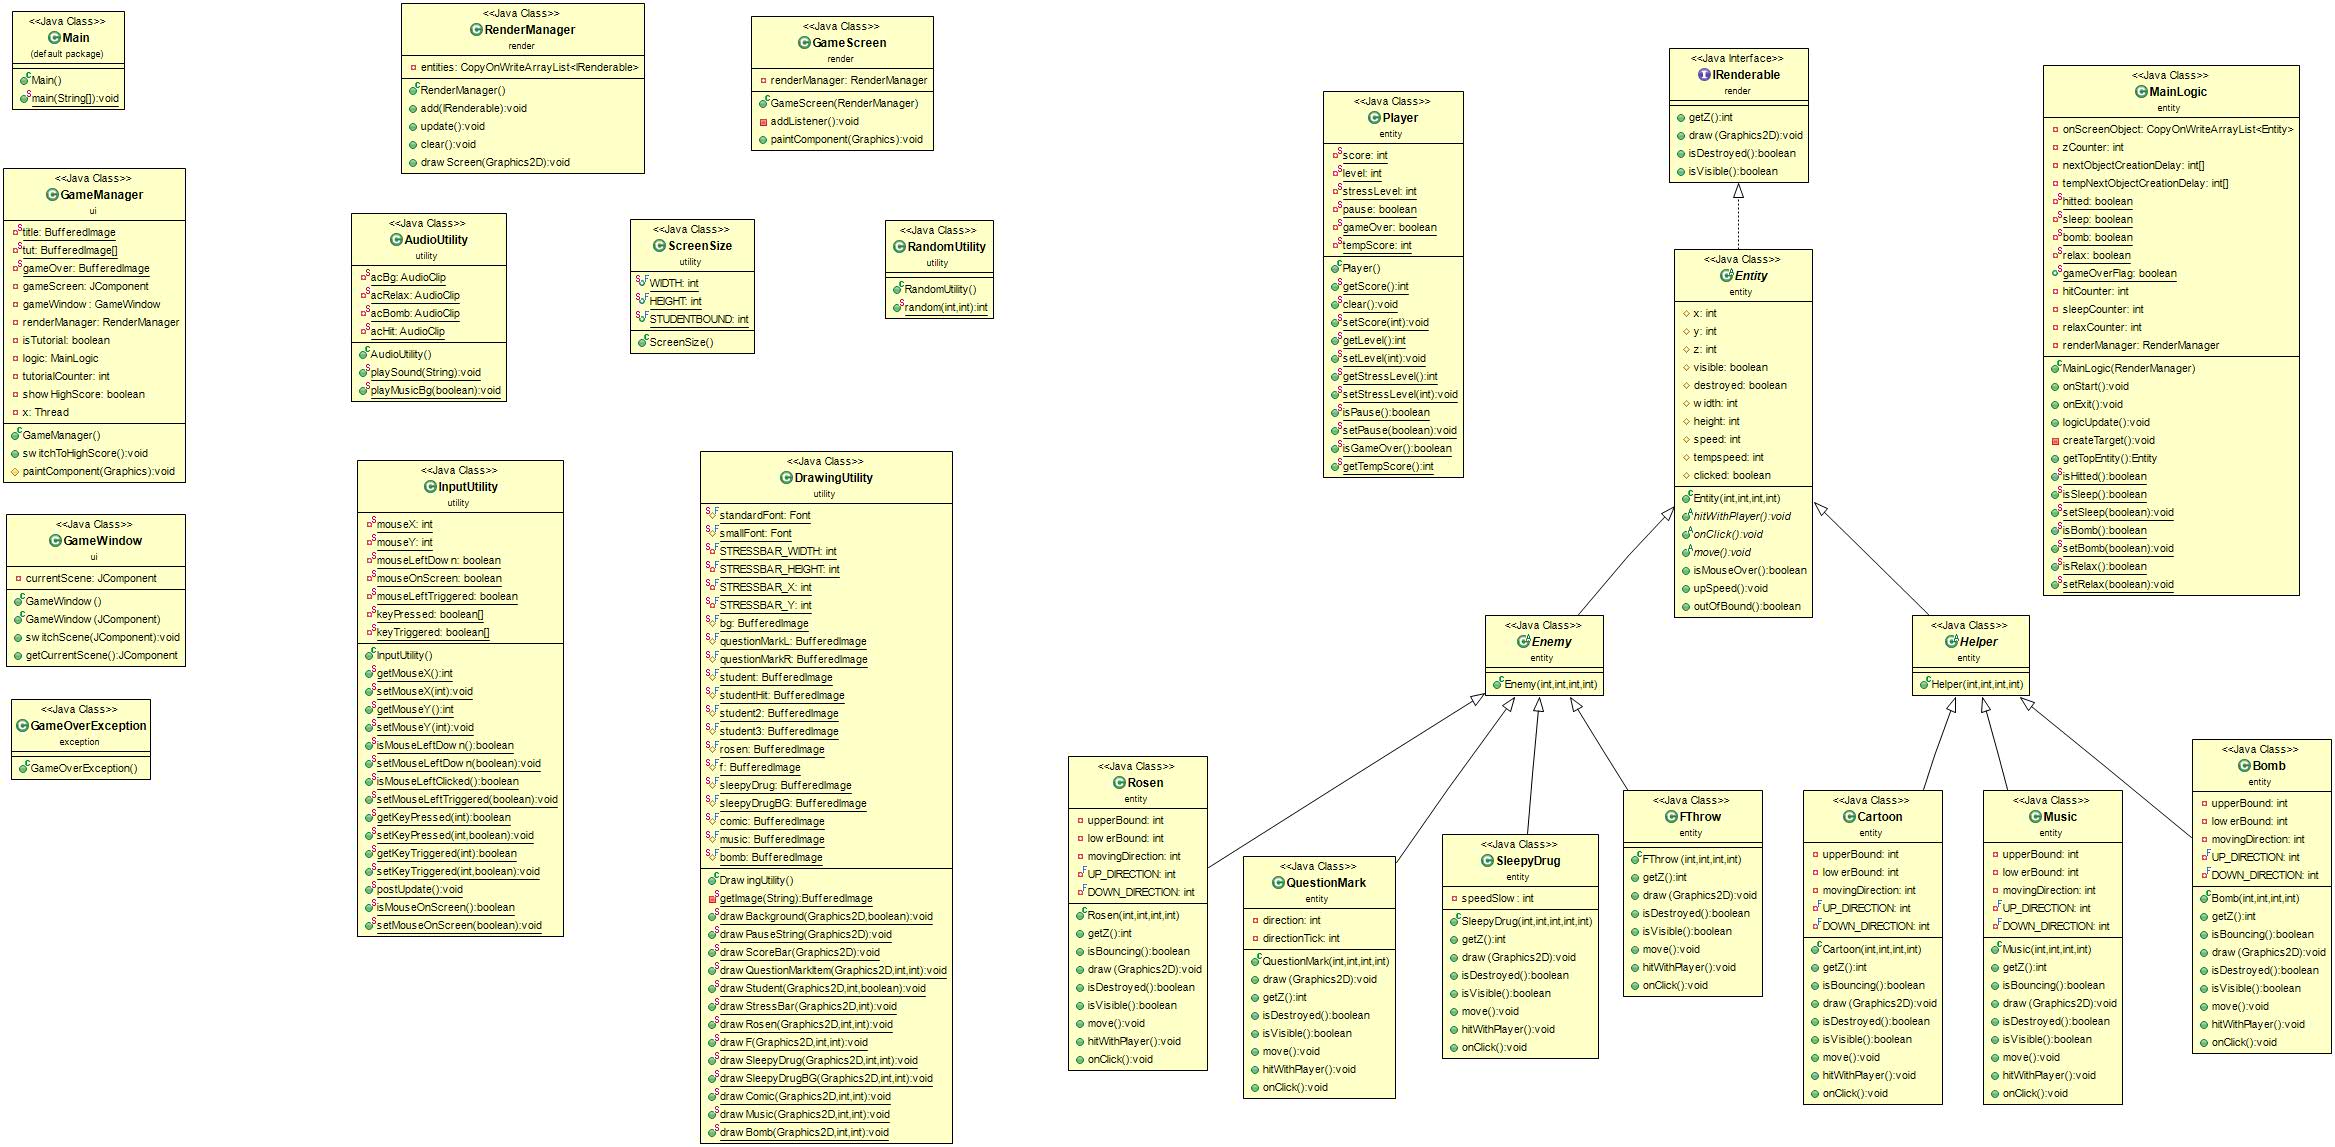 <<Java Class>>
Main
(default package)
Main()
main(String[]):void
<<Java Class>>
RenderManager
render
entities: CopyOnWriteArrayList<IRenderable>
RenderManager()
add(IRenderable):void
update():void
clear():void
drawScreen(Graphics2D):void
<<Java Class>>
GameScreen
render
renderManager: RenderManager
GameScreen(RenderManager)
addListener():void
paintComponent(Graphics):void
<<Java Class>>
GameManager
ui
title: BufferedImage
tut: BufferedImage[]
gameOver: BufferedImage
gameScreen: JComponent
gameWindow: GameWindow
renderManager: RenderManager
isTutorial: boolean
logic: MainLogic
tutorialCounter: int
showHighScore: boolean
x: Thread
GameManager()
switchToHighScore():void
paintComponent(Graphics):void
<<Java Class>>
AudioUtility
utility
acBg: AudioClip
acRelax: AudioClip
acBomb: AudioClip
acHit: AudioClip
AudioUtility()
playSound(String):void
playMusicBg(boolean):void
<<Java Class>>
ScreenSize
utility
WIDTH: int
HEIGHT: int
STUDENTBOUND: int
ScreenSize()
<<Java Class>>
RandomUtility
utility
RandomUtility()
random(int,int):int
<<Java Class>>
GameWindow
ui
currentScene: JComponent
GameWindow()
GameWindow(JComponent)
switchScene(JComponent):void
getCurrentScene():JComponent
<<Java Class>>
GameOverException
exception
GameOverException()
<<Java Class>>
InputUtility
utility
mouseX: int
mouseY: int
mouseLeftDown: boolean
mouseOnScreen: boolean
mouseLeftTriggered: boolean
keyPressed: boolean[]
keyTriggered: boolean[]
InputUtility()
getMouseX():int
setMouseX(int):void
getMouseY():int
setMouseY(int):void
isMouseLeftDown():boolean
setMouseLeftDown(boolean):void
isMouseLeftClicked():boolean
setMouseLeftTriggered(boolean):void
getKeyPressed(int):boolean
setKeyPressed(int,boolean):void
getKeyTriggered(int):boolean
setKeyTriggered(int,boolean):void
postUpdate():void
isMouseOnScreen():boolean
setMouseOnScreen(boolean):void
<<Java Class>>
DrawingUtility
utility
standardFont: Font
smallFont: Font
STRESSBAR_WIDTH: int
STRESSBAR_HEIGHT: int
STRESSBAR_X: int
STRESSBAR_Y: int
bg: BufferedImage
questionMarkL: BufferedImage
questionMarkR: BufferedImage
student: BufferedImage
studentHit: BufferedImage
student2: BufferedImage
student3: BufferedImage
rosen: BufferedImage
f: BufferedImage
sleepyDrug: BufferedImage
sleepyDrugBG: BufferedImage
comic: BufferedImage
music: BufferedImage
bomb: BufferedImage
DrawingUtility()
getImage(String):BufferedImage
drawBackground(Graphics2D,boolean):void
drawPauseString(Graphics2D):void
drawScoreBar(Graphics2D):void
drawQuestionMarkItem(Graphics2D,int,int):void
drawStudent(Graphics2D,int,boolean):void
drawStressBar(Graphics2D,int):void
drawRosen(Graphics2D,int,int):void
drawF(Graphics2D,int,int):void
drawSleepyDrug(Graphics2D,int,int):void
drawSleepyDrugBG(Graphics2D,int,int):void
drawComic(Graphics2D,int,int):void
drawMusic(Graphics2D,int,int):void
drawBomb(Graphics2D,int,int):void
<<Java Class>>
Player
entity
score: int
level: int
stressLevel: int
pause: boolean
gameOver: boolean
tempScore: int
Player()
getScore():int
clear():void
setScore(int):void
getLevel():int
setLevel(int):void
getStressLevel():int
setStressLevel(int):void
isPause():boolean
setPause(boolean):void
isGameOver():boolean
getTempScore():int
<<Java Interface>>
IRenderable
render
getZ():int
draw(Graphics2D):void
isDestroyed():boolean
isVisible():boolean
<<Java Class>>
Entity
entity
x: int
y: int
z: int
visible: boolean
destroyed: boolean
width: int
height: int
speed: int
tempspeed: int
clicked: boolean
Entity(int,int,int,int)
hitWithPlayer():void
onClick():void
move():void
isMouseOver():boolean
upSpeed():void
outOfBound():boolean
<<Java Class>>
MainLogic
entity
onScreenObject: CopyOnWriteArrayList<Entity>
zCounter: int
nextObjectCreationDelay: int[]
tempNextObjectCreationDelay: int[]
hitted: boolean
sleep: boolean
bomb: boolean
relax: boolean
gameOverFlag: boolean
hitCounter: int
sleepCounter: int
relaxCounter: int
renderManager: RenderManager
MainLogic(RenderManager)
onStart():void
onExit():void
logicUpdate():void
createTarget():void
getTopEntity():Entity
isHitted():boolean
isSleep():boolean
setSleep(boolean):void
isBomb():boolean
setBomb(boolean):void
isRelax():boolean
setRelax(boolean):void
<<Java Class>>
Enemy
entity
Enemy(int,int,int,int)
<<Java Class>>
Helper
entity
Helper(int,int,int,int)
<<Java Class>>
Rosen
entity
upperBound: int
lowerBound: int
movingDirection: int
UP_DIRECTION: int
DOWN_DIRECTION: int
Rosen(int,int,int,int)
getZ():int
isBouncing():boolean
draw(Graphics2D):void
isDestroyed():boolean
isVisible():boolean
move():void
hitWithPlayer():void
onClick():void
<<Java Class>>
QuestionMark
entity
direction: int
directionTick: int
QuestionMark(int,int,int,int)
draw(Graphics2D):void
getZ():int
isDestroyed():boolean
isVisible():boolean
move():void
hitWithPlayer():void
onClick():void
<<Java Class>>
SleepyDrug
entity
speedSlow: int
SleepyDrug(int,int,int,int,int)
getZ():int
draw(Graphics2D):void
isDestroyed():boolean
isVisible():boolean
move():void
hitWithPlayer():void
onClick():void
<<Java Class>>
FThrow
entity
FThrow(int,int,int,int)
getZ():int
draw(Graphics2D):void
isDestroyed():boolean
isVisible():boolean
move():void
hitWithPlayer():void
onClick():void
<<Java Class>>
Cartoon
entity
upperBound: int
lowerBound: int
movingDirection: int
UP_DIRECTION: int
DOWN_DIRECTION: int
Cartoon(int,int,int,int)
getZ():int
isBouncing():boolean
draw(Graphics2D):void
isDestroyed():boolean
isVisible():boolean
move():void
hitWithPlayer():void
onClick():void
<<Java Class>>
Music
entity
upperBound: int
lowerBound: int
movingDirection: int
UP_DIRECTION: int
DOWN_DIRECTION: int
Music(int,int,int,int)
getZ():int
isBouncing():boolean
draw(Graphics2D):void
isDestroyed():boolean
isVisible():boolean
move():void
hitWithPlayer():void
onClick():void
<<Java Class>>
Bomb
entity
upperBound: int
lowerBound: int
movingDirection: int
UP_DIRECTION: int
DOWN_DIRECTION: int
Bomb(int,int,int,int)
getZ():int
isBouncing():boolean
draw(Graphics2D):void
isDestroyed():boolean
isVisible():boolean
move():void
hitWithPlayer():void
onClick():void